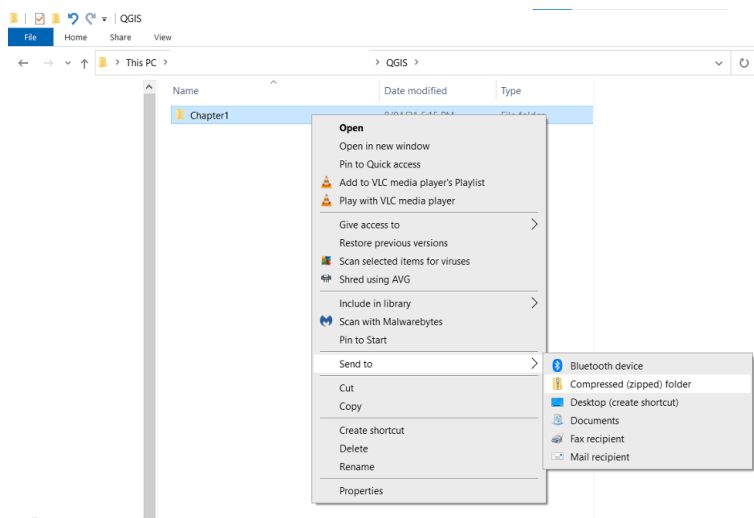 QGIS
File Home Share View
This PC > QGIS >
Name Date modified Type
Chapter1
Open
Open in new window
Pin to Quick access
Add to VLC media player's Playlist
Play with VLC media player
Give access to
Restore previous versions
Scan selected items for viruses
Shred using AVG
Include in library
Scan with Malwarebytes
Pin to Start
Send to
Cut
Copy
Create shortcut
Delete
Rename
Properties
Bluetooth device
Compressed (zipped) folder
Desktop (create shortcut)
Documents
Fax recipient
Mail recipient